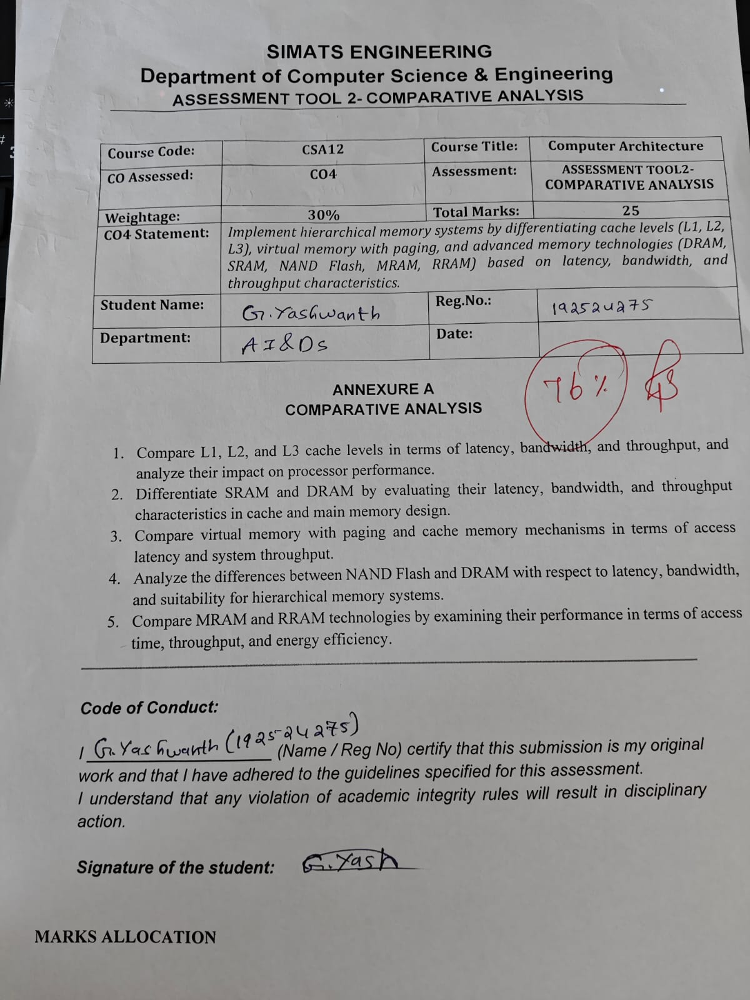 SIMATS ENGINEERING
Department of Computer Science & Engineering
ASSESSMENT TOOL 2- COMPARATIVE ANALYSIS
Course Code: CSA12 Course Title: Computer Architecture
CO Assessed: CO4 Assessment: ASSESSMENT TOOL2-
COMPARATIVE ANALYSIS
Weightage: 30% Total Marks: 25
CO4 Statement: Implement hierarchical memory systems by differentiating cache levels (L1, L2,
L3), virtual memory with paging, and advanced memory technologies (DRAM,
SRAM, NAND Flash, MRAM, RRAM) based on latency, bandwidth, and
throughput characteristics.
Student Name: G.Yashwanth Reg.No.: 192524275
Department: AI&DS Date:
76%
ANNEXURE A
COMPARATIVE ANALYSIS
1. Compare L1, L2, and L3 cache levels in terms of latency, bandwidth, and throughput, and
analyze their impact on processor performance.
2. Differentiate SRAM and DRAM by evaluating their latency, bandwidth, and throughput
characteristics in cache and main memory design.
3. Compare virtual memory with paging and cache memory mechanisms in terms of access
latency and system throughput.
4. Analyze the differences between NAND Flash and DRAM with respect to latency, bandwidth,
and suitability for hierarchical memory systems.
5. Compare MRAM and RRAM technologies by examining their performance in terms of access
time, throughput, and energy efficiency.
Code of Conduct:
I G.Yashwanth (192524275) (Name / Reg No) certify that this submission is my original
work and that I have adhered to the guidelines specified for this assessment.
I understand that any violation of academic integrity rules will result in disciplinary
action.
Signature of the student: G.Yash
MARKS ALLOCATION